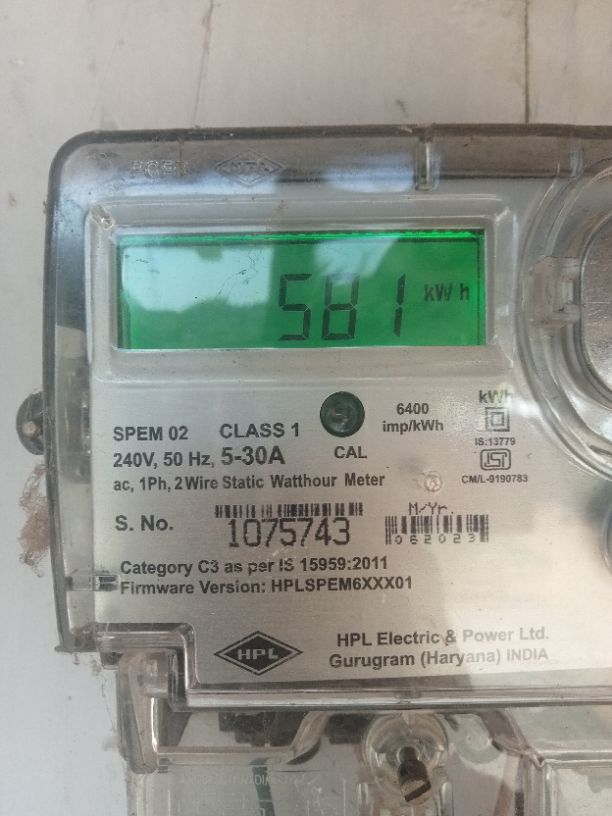 581 kWh
SPEM 02 CLASS 1
6400
imp/kWh
kWh
IS:13779
240V, 50 Hz, 5-30A
CAL
CM/L-9190783
ac, 1Ph, 2 Wire Static Watthour Meter
M/Yr.
S. No. 1075743
062023
Category C3 as per IS 15959:2011
Firmware Version: HPLSPEM6XXX01
HPL
HPL Electric & Power Ltd.
Gurugram (Haryana) INDIA